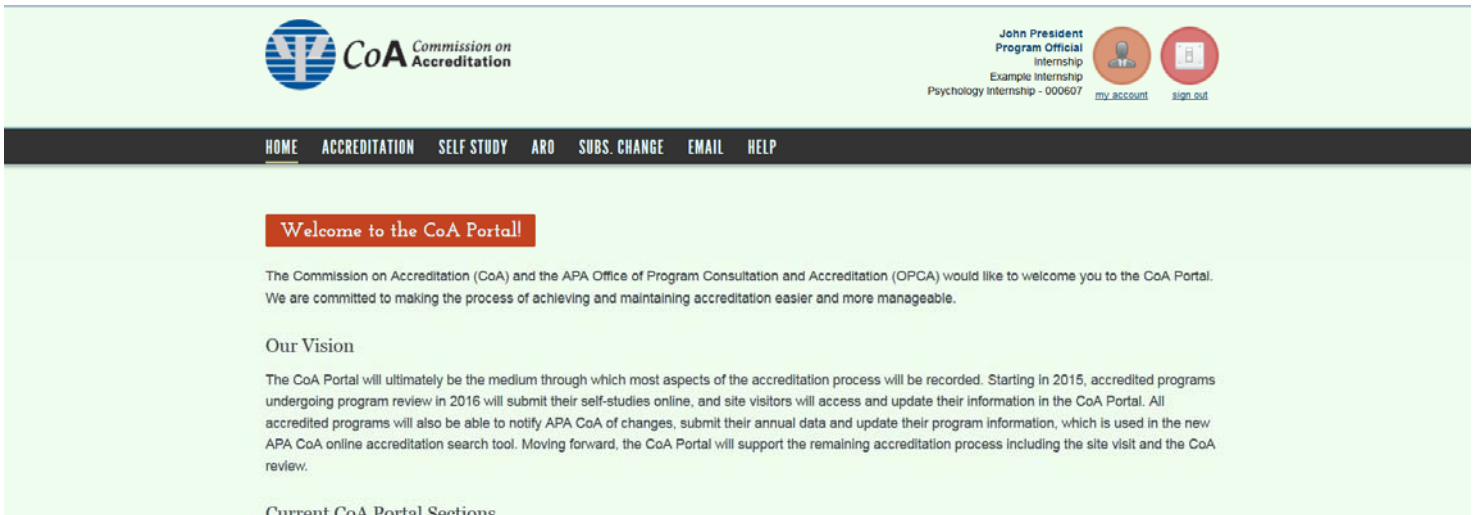 CoA Commission on
Accreditation
John President
Program Official
Internship
Example Internship
Psychology Internship - 000607
my account
sign out
HOME ACCREDITATION SELF STUDY ARO SUBS. CHANGE EMAIL HELP
Welcome to the CoA Portal!
The Commission on Accreditation (CoA) and the APA Office of Program Consultation and Accreditation (OPCA) would like to welcome you to the CoA Portal.
We are committed to making the process of achieving and maintaining accreditation easier and more manageable.
Our Vision
The CoA Portal will ultimately be the medium through which most aspects of the accreditation process will be recorded. Starting in 2015, accredited programs
undergoing program review in 2016 will submit their self-studies online, and site visitors will access and update their information in the CoA Portal. All
accredited programs will also be able to notify APA CoA of changes, submit their annual data and update their program information, which is used in the new
APA CoA online accreditation search tool. Moving forward, the CoA Portal will support the remaining accreditation process including the site visit and the CoA
review.
Current CoA Portal Sections